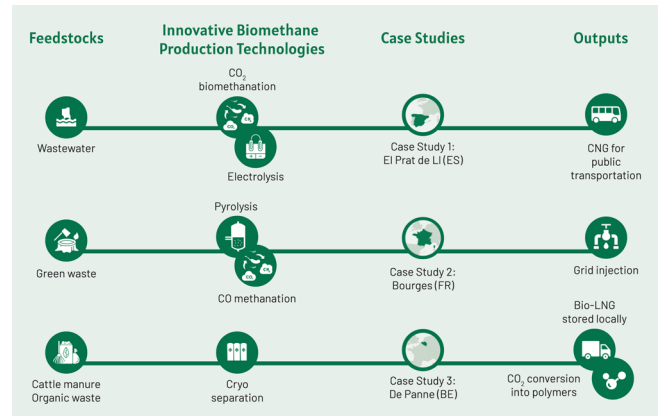 Feedstocks
Innovative Biomethane
Production Technologies
Case Studies
Outputs
CO₂
biomethanation
Wastewater
Electrolysis
Case Study 1:
El Prat de Ll (ES)
CNG for
public
transportation
Pyrolysis
Green waste
CO methanation
Case Study 2:
Bourges (FR)
Grid injection
Bio-LNG
stored locally
Cattle manure
Organic waste
Cryo
separation
Case Study 3:
De Panne (BE)
CO₂ conversion
into polymers